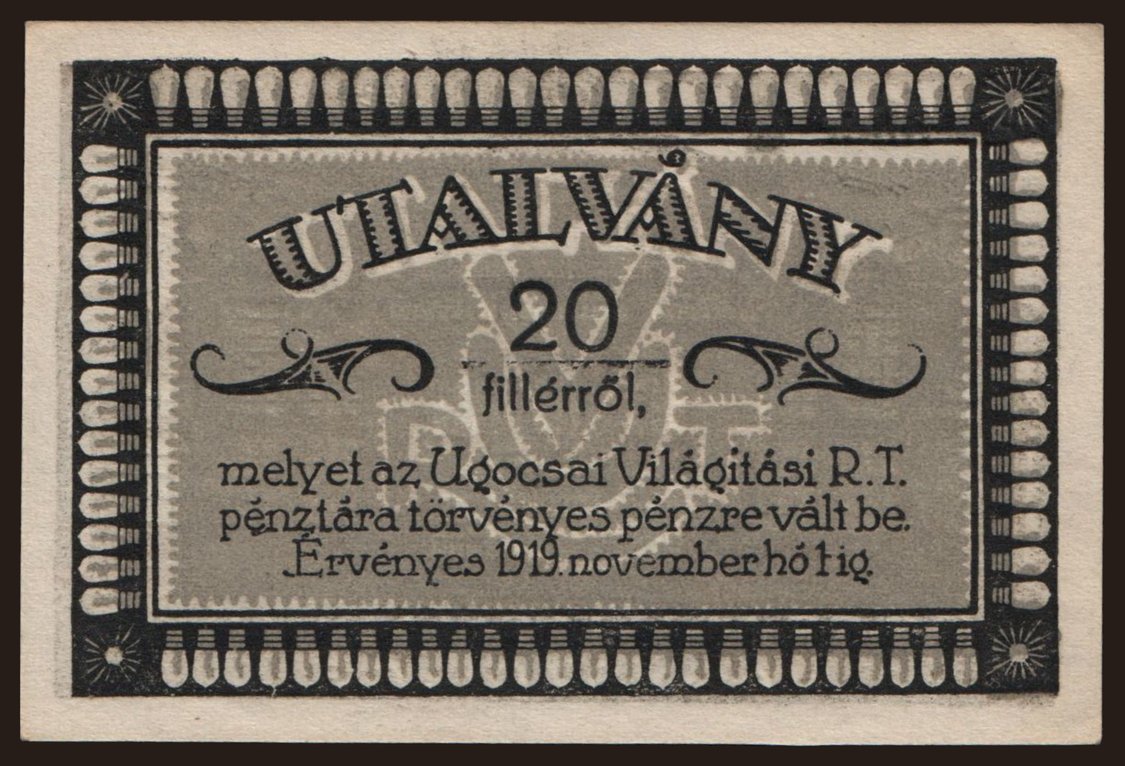 UTALVÁNY
20
fillérről,
melyet az Ugocsai Világitási R.T.
pénztára törvényes pénzre vált be.
Érvényes 1919. november hó 1 ig.
U V
R T